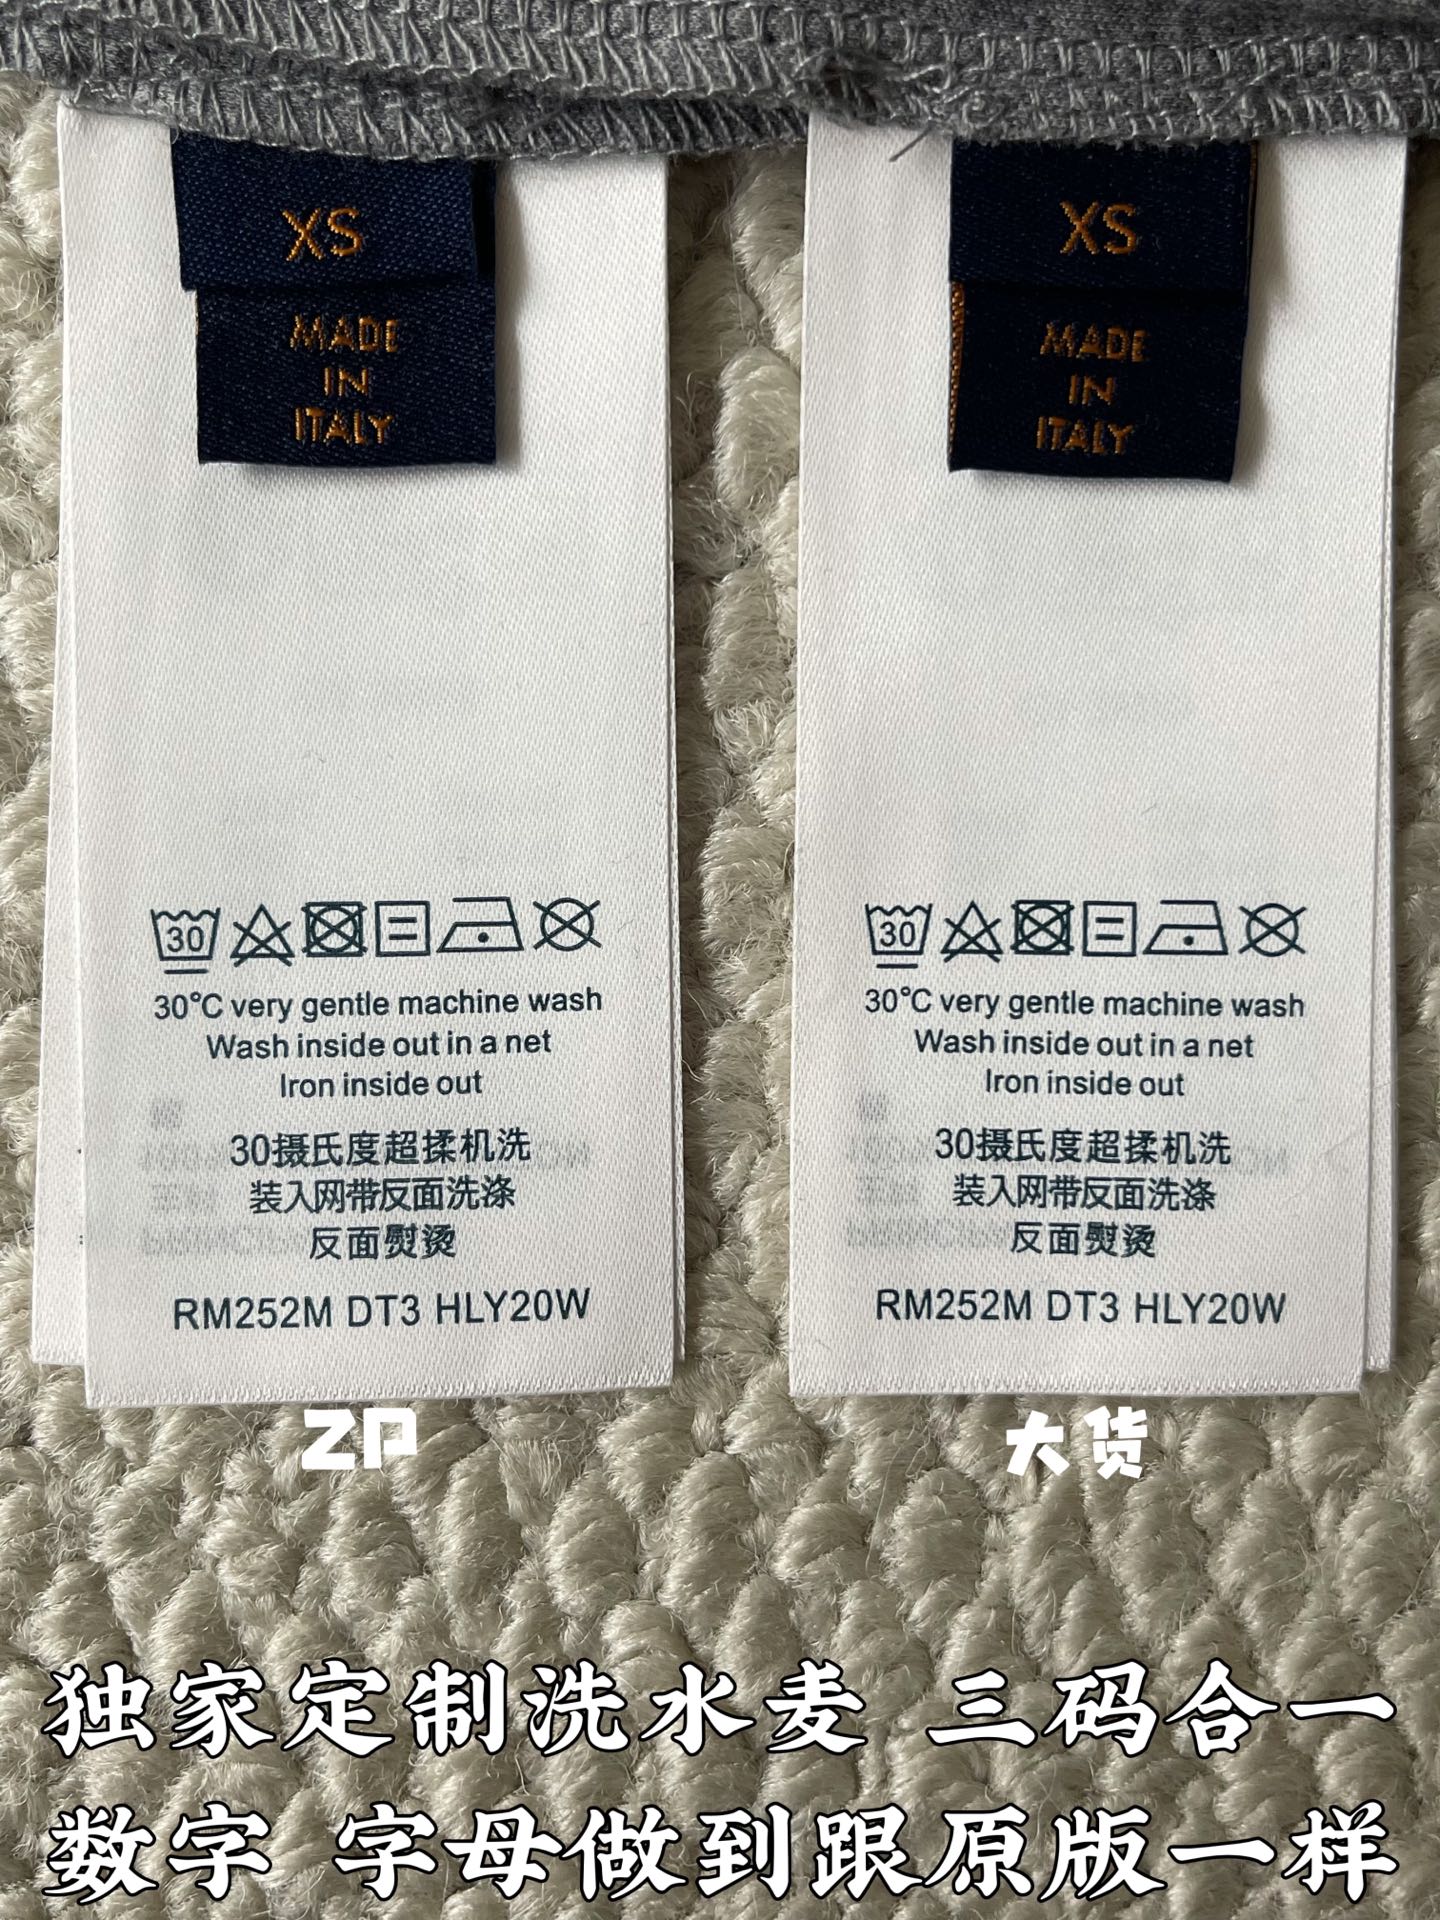 XS
MADE
IN
ITALY
30
30°C very gentle machine wash
Wash inside out in a net
Iron inside out
30摄氏度超揉机洗
装入网带反面洗涤
反面熨烫
RM252M DT3 HLY20W
ZP
XS
MADE
IN
ITALY
30
30°C very gentle machine wash
Wash inside out in a net
Iron inside out
30摄氏度超揉机洗
装入网带反面洗涤
反面熨烫
RM252M DT3 HLY20W
大货
独家定制洗水麦 三码合一
数字 字母做到跟原版一样